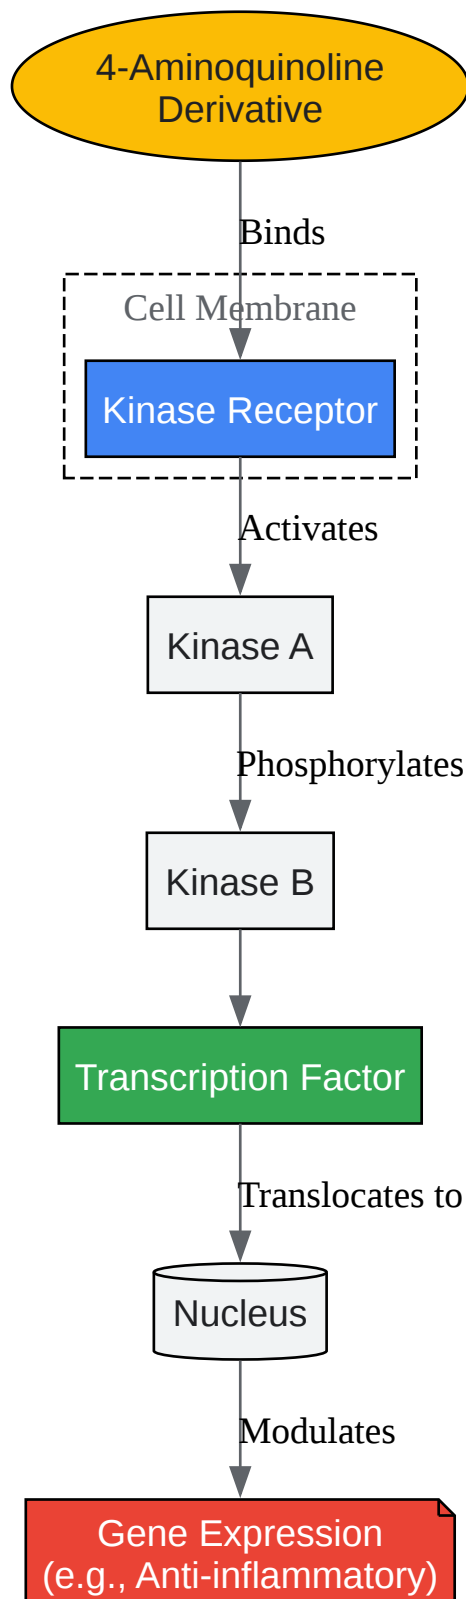 4-Aminoquinoline
Derivative
Binds
Cell Membrane
Kinase Receptor
Activates
Kinase A
Phosphorylates
Kinase B
Transcription Factor
Translocates to
Nucleus
Modulates
Gene Expression
(e.g., Anti-inflammatory)